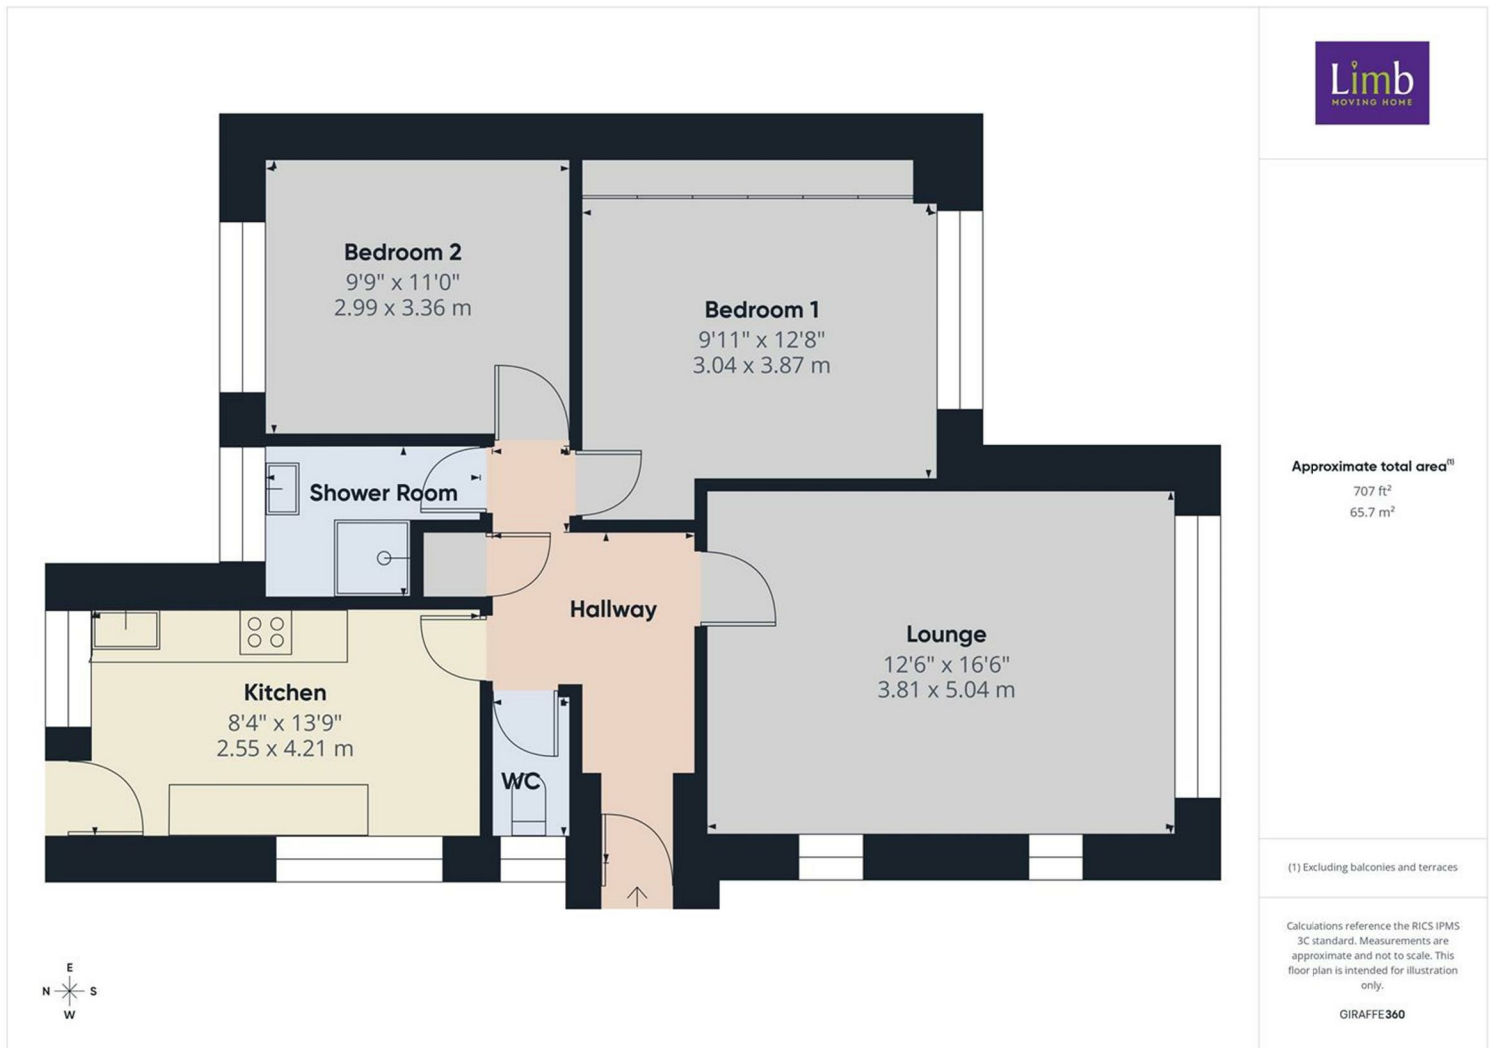 Limb
MOVING HOME
Bedroom 2
9'9" x 11'0"
2.99 x 3.36 m
Bedroom 1
9'11" x 12'8"
3.04 x 3.87 m
Shower Room
Hallway
Lounge
12'6" x 16'6"
3.81 x 5.04 m
Kitchen
8'4" x 13'9"
2.55 x 4.21 m
WC
E
N S
W
Approximate total area(1)
707 ft²
65.7 m²
(1) Excluding balconies and terraces
Calculations reference the RICS IPMS
3C standard. Measurements are
approximate and not to scale. This
floor plan is intended for illustration
only.
GIRAFFE360